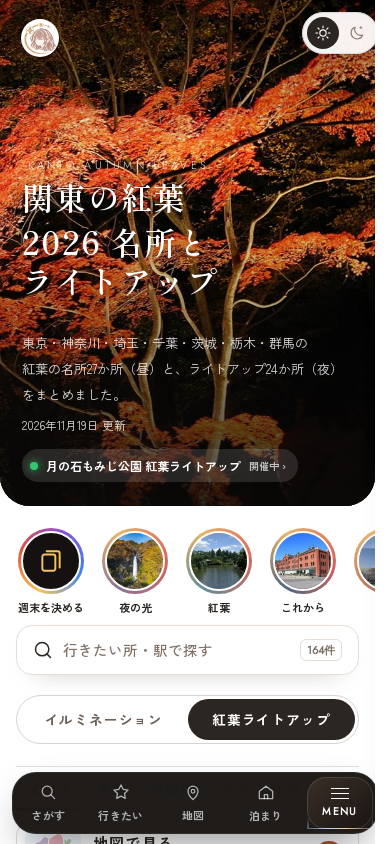 KANTO AUTUMN LEAVES
関東の紅葉
2026 名所と
ライトアップ
東京・神奈川・埼玉・千葉・茨城・栃木・群馬の
紅葉の名所27か所（昼）と、ライトアップ24か所（夜）
をまとめました。
2026年11月19日 更新
月の石もみじ公園 紅葉ライトアップ 開催中 ›
週末を決める 夜の光 紅葉 これから
行きたい所・駅で探す 164件
イルミネーション 紅葉ライトアップ
さがす 行きたい 地図 泊まり MENU
地図で見る